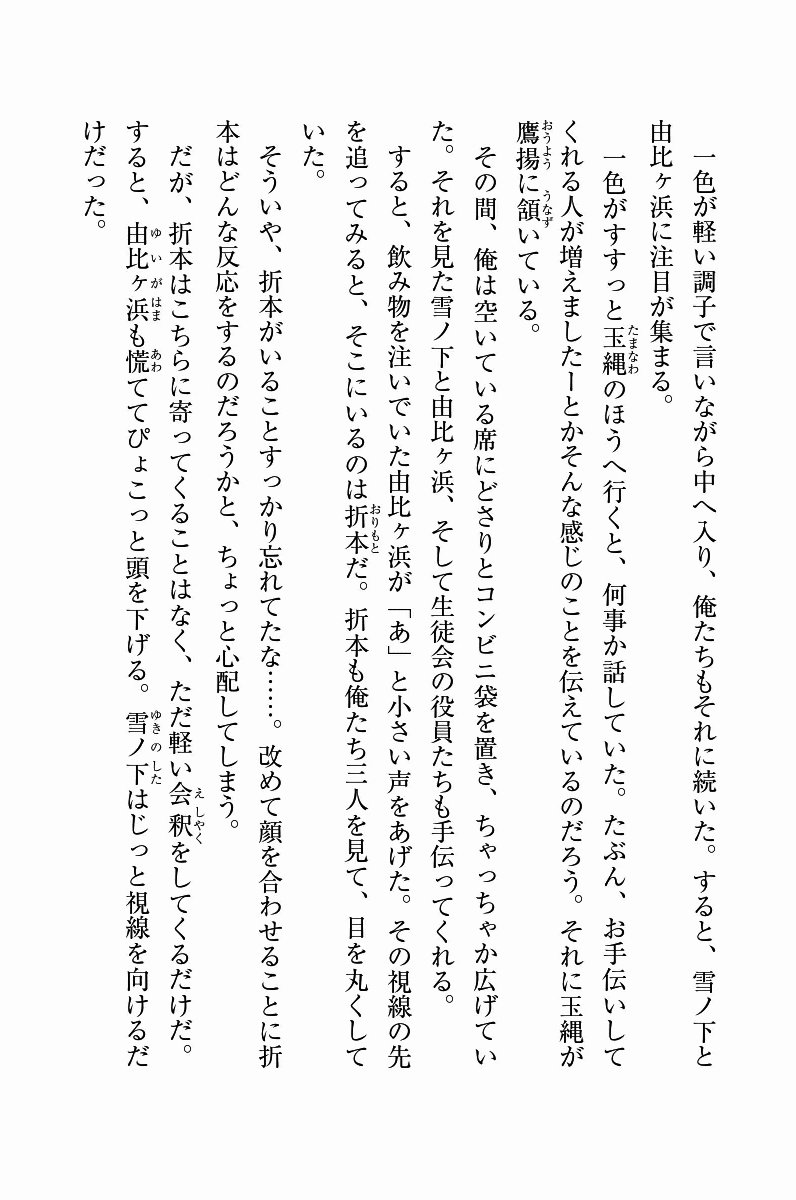 一色が軽い調子で言いながら中へ入り、俺たちもそれに続いた。すると、雪ノ下と
由比ヶ浜に注目が集まる。
　一色がすすっと玉縄のほうへ行くと、何事か話していた。たぶん、お手伝いして
くれる人が増えましたーとかそんな感じのことを伝えているのだろう。それに玉縄が
鷹揚に頷いている。
　その間、俺は空いている席にどさりとコンビニ袋を置き、ちゃっちゃか広げてい
た。それを見た雪ノ下と由比ヶ浜、そして生徒会の役員たちも手伝ってくれる。
　すると、飲み物を注いでいた由比ヶ浜が「あ」と小さい声をあげた。その視線の先
を追ってみると、そこにいるのは折本だ。折本も俺たち三人を見て、目を丸くして
いた。
　そういや、折本がいることすっかり忘れてたな……。改めて顔を合わせることに折
本はどんな反応をするのだろうかと、ちょっと心配してしまう。
　だが、折本はこちらに寄ってくることはなく、ただ軽い会釈をしてくるだけだ。
すると、由比ヶ浜も慌ててぴょこっと頭を下げる。雪ノ下はじっと視線を向けるだ
けだった。